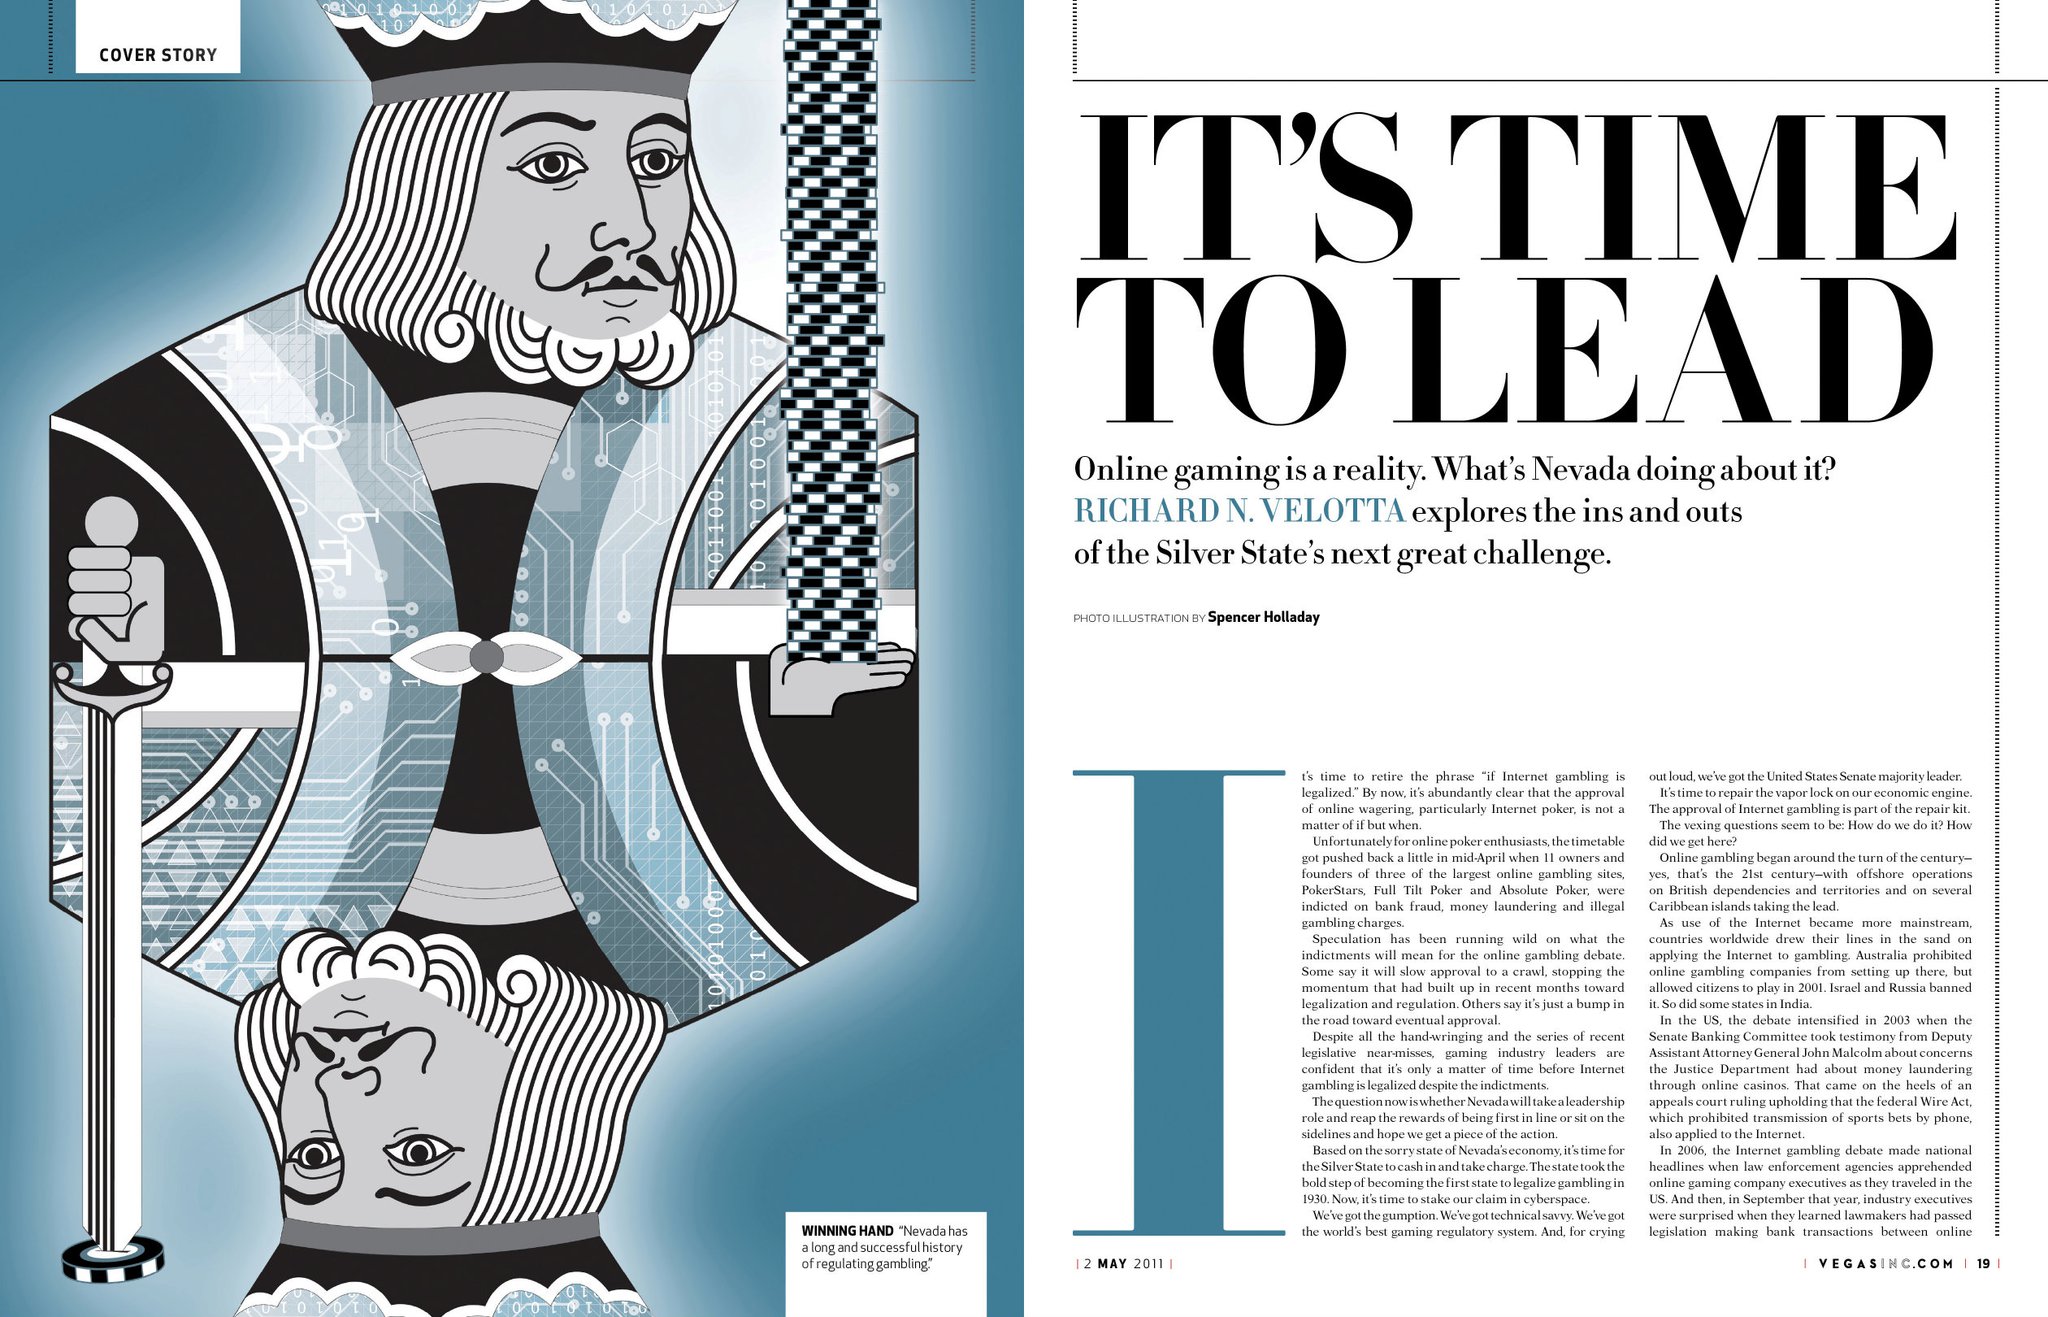 COVER STORY
WINNING HAND “Nevada has
a long and successful history
of regulating gambling.”
IT’S TIME
TO LEAD
Online gaming is a reality. What’s Nevada doing about it?
RICHARD N. VELOTTA explores the ins and outs
of the Silver State’s next great challenge.
PHOTO ILLUSTRATION BY Spencer Holladay
I
t’s time to retire the phrase “if Internet gambling is
legalized.” By now, it’s abundantly clear that the approval
of online wagering, particularly Internet poker, is not a
matter of if but when.
Unfortunately for online poker enthusiasts, the timetable
got pushed back a little in mid-April when 11 owners and
founders of three of the largest online gambling sites,
PokerStars, Full Tilt Poker and Absolute Poker, were
indicted on bank fraud, money laundering and illegal
gambling charges.
Speculation has been running wild on what the
indictments will mean for the online gambling debate.
Some say it will slow approval to a crawl, stopping the
momentum that had built up in recent months toward
legalization and regulation. Others say it’s just a bump in
the road toward eventual approval.
Despite all the hand-wringing and the series of recent
legislative near-misses, gaming industry leaders are
confident that it’s only a matter of time before Internet
gambling is legalized despite the indictments.
The question now is whether Nevada will take a leadership
role and reap the rewards of being first in line or sit on the
sidelines and hope we get a piece of the action.
Based on the sorry state of Nevada’s economy, it’s time for
the Silver State to cash in and take charge. The state took the
bold step of becoming the first state to legalize gambling in
1930. Now, it’s time to stake our claim in cyberspace.
We’ve got the gumption. We’ve got technical savvy. We’ve got
the world’s best gaming regulatory system. And, for crying
out loud, we’ve got the United States Senate majority leader.
It’s time to repair the vapor lock on our economic engine.
The approval of Internet gambling is part of the repair kit.
The vexing questions seem to be: How do we do it? How
did we get here?
Online gambling began around the turn of the century—
yes, that’s the 21st century—with offshore operations
on British dependencies and territories and on several
Caribbean islands taking the lead.
As use of the Internet became more mainstream,
countries worldwide drew their lines in the sand on
applying the Internet to gambling. Australia prohibited
online gambling companies from setting up there, but
allowed citizens to play in 2001. Israel and Russia banned
it. So did some states in India.
In the US, the debate intensified in 2003 when the
Senate Banking Committee took testimony from Deputy
Assistant Attorney General John Malcolm about concerns
the Justice Department had about money laundering
through online casinos. That came on the heels of an
appeals court ruling upholding that the federal Wire Act,
which prohibited transmission of sports bets by phone,
also applied to the Internet.
In 2006, the Internet gambling debate made national
headlines when law enforcement agencies apprehended
online gaming company executives as they traveled in the
US. And then, in September that year, industry executives
were surprised when they learned lawmakers had passed
legislation making bank transactions between online
| 2 MAY 2011 |
| VEGASINC.COM | 19 |